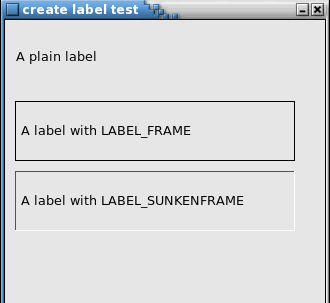 create label test
A plain label
A label with LABEL_FRAME
A label with LABEL_SUNKENFRAME